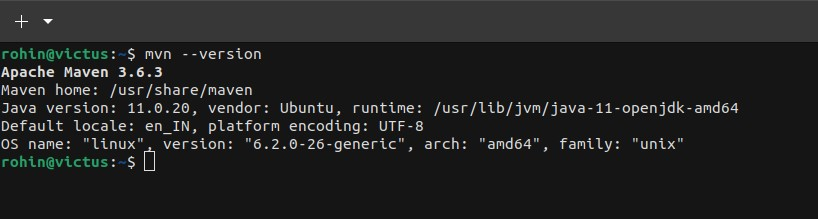 rohin@victus:~$ mvn --version
Apache Maven 3.6.3
Maven home: /usr/share/maven
Java version: 11.0.20, vendor: Ubuntu, runtime: /usr/lib/jvm/java-11-openjdk-amd64
Default locale: en_IN, platform encoding: UTF-8
OS name: "linux", version: "6.2.0-26-generic", arch: "amd64", family: "unix"
rohin@victus:~$